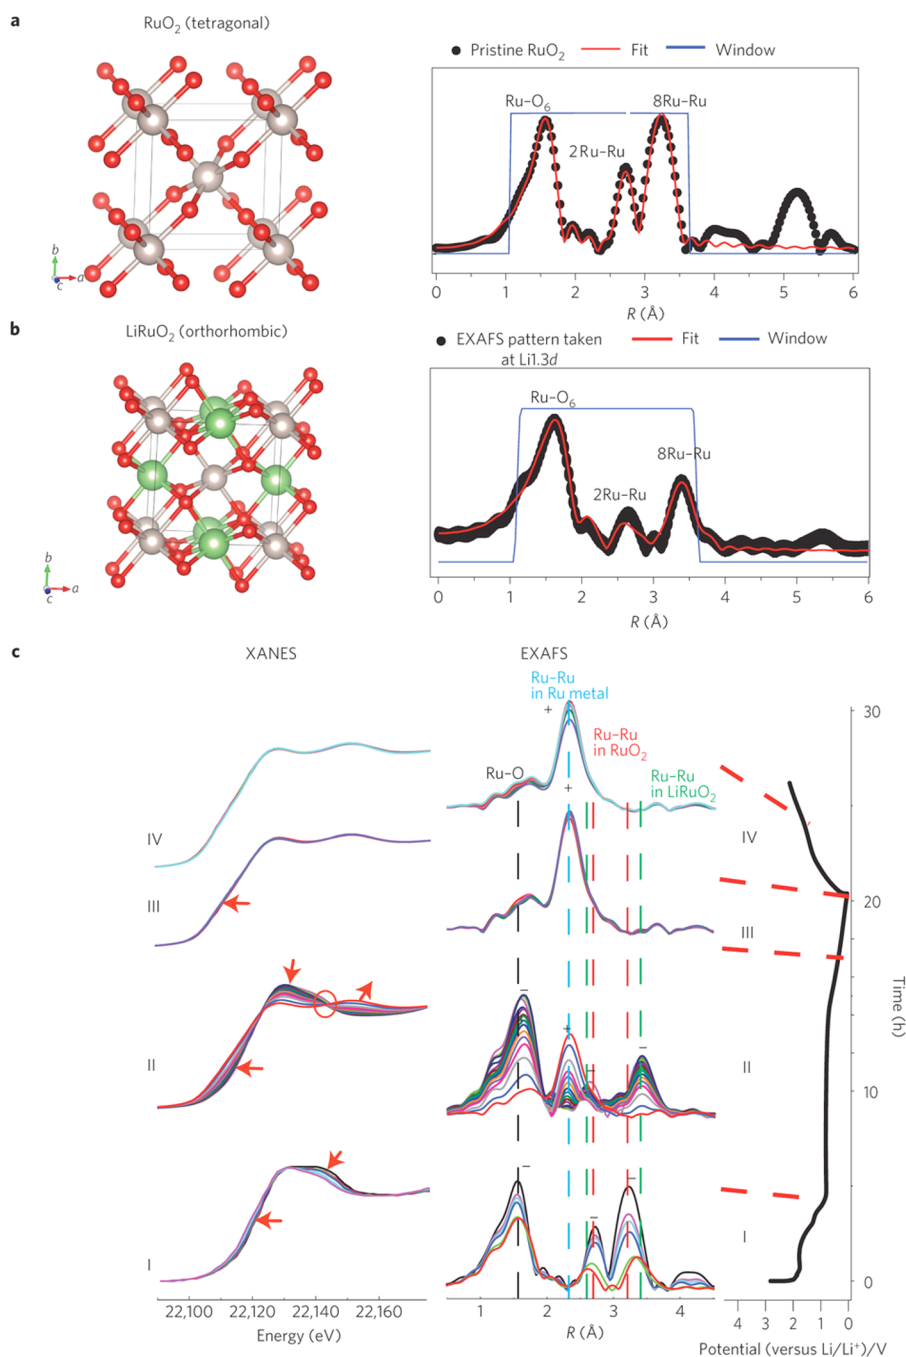 a
RuO₂ (tetragonal)
Pristine RuO₂
Fit
Window
Ru–O₆
2Ru–Ru
8Ru–Ru
b
a
c
0 1 2 3 4 5 6
R (Å)
b
LiRuO₂ (orthorhombic)
EXAFS pattern taken
at Li1.3d
Fit
Window
Ru–O₆
2Ru–Ru
8Ru–Ru
b
a
c
0 1 2 3 4 5 6
R (Å)
c
XANES
EXAFS
Ru–Ru
in Ru metal
+
Ru–Ru
in RuO₂
Ru–O
Ru–Ru
in LiRuO₂
+
30
IV
IV
20
III
III
–
+
–
–
II
II
10
–
–
–
I
I
0
22,100 22,120 22,140 22,160
Energy (eV)
1 2 3 4
R (Å)
4 3 2 1 0
Potential (versus Li/Li⁺)/V
Time (h)